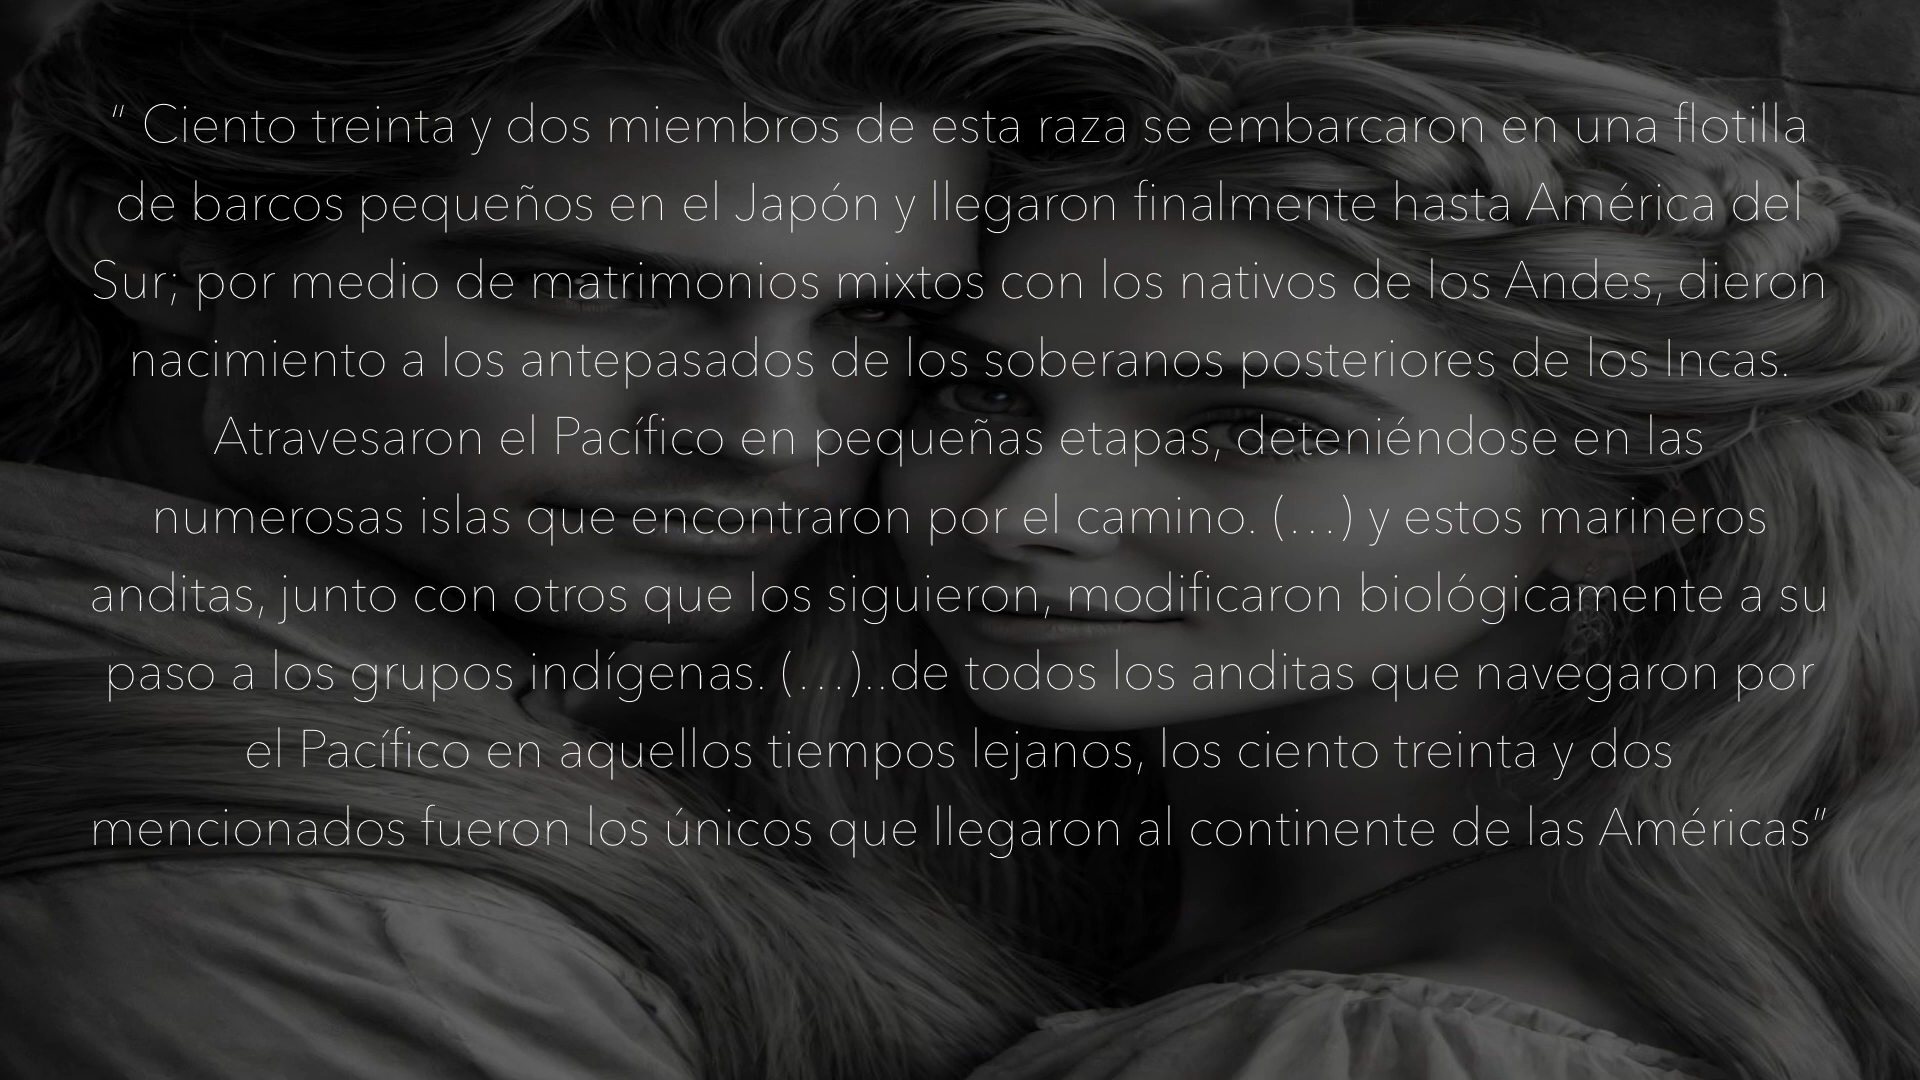 “ Ciento treinta y dos miembros de esta raza se embarcaron en una flotilla
de barcos pequeños en el Japón y llegaron finalmente hasta América del
Sur; por medio de matrimonios mixtos con los nativos de los Andes, dieron
nacimiento a los antepasados de los soberanos posteriores de los Incas.
Atravesaron el Pacífico en pequeñas etapas, deteniéndose en las
numerosas islas que encontraron por el camino. (…) y estos marineros
anditas, junto con otros que los siguieron, modificaron biológicamente a su
paso a los grupos indígenas. (…)..de todos los anditas que navegaron por
el Pacífico en aquellos tiempos lejanos, los ciento treinta y dos
mencionados fueron los únicos que llegaron al continente de las Américas”